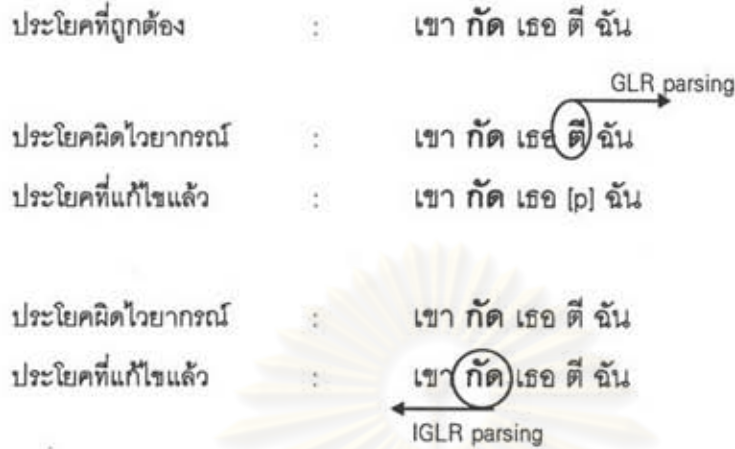 ประโยคที่ถูกต้อง : เขา กัด เธอ ตี ฉัน
GLR parsing
ประโยคผิดไวยากรณ์ : เขา กัด เธอ ตี ฉัน
ประโยคที่แก้ไขแล้ว : เขา กัด เธอ [p] ฉัน
ประโยคผิดไวยากรณ์ : เขา กัด เธอ ตี ฉัน
ประโยคที่แก้ไขแล้ว : เขา กัด เธอ ตี ฉัน
IGLR parsing